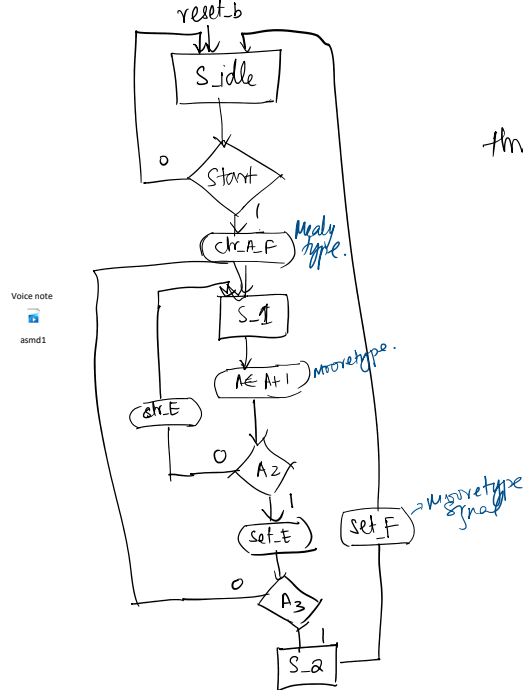 reset_b
S_idle
Start
0
1
clr_A_F
Mealy
type.
S_1
A← A+1
Mooretype.
clr_E
0
A2
1
set_E
0
A3
1
S_2
set_F
Mooretype
Signal
Voice note
asmd1